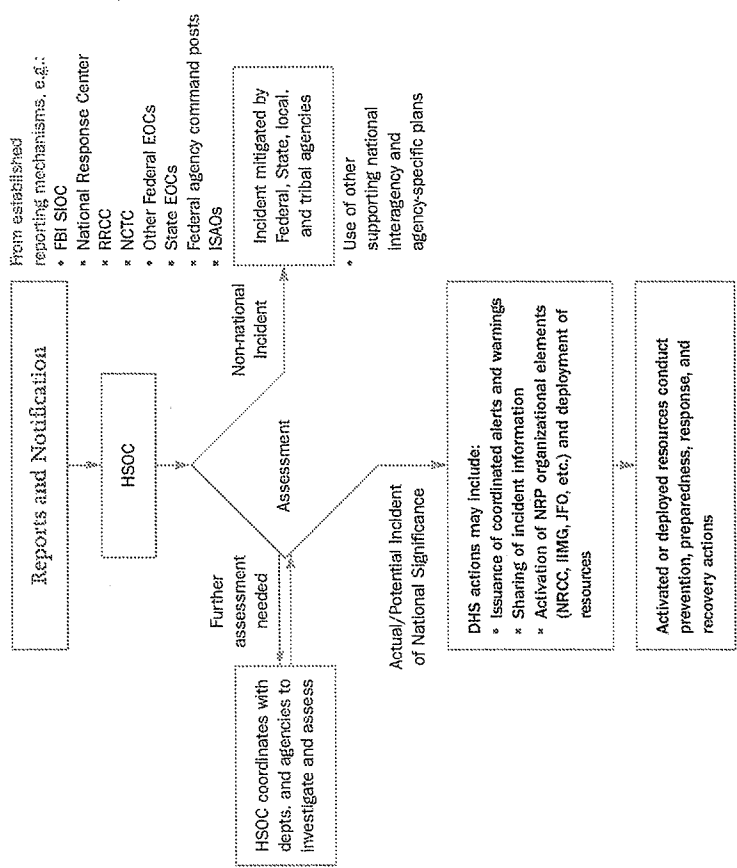 Reports and Notification
From established
reporting mechanisms, e.g.:
• FBI SIOC
• National Response Center
• RRCC
• NCTC
• Other Federal EOCs
• State EOCs
• Federal agency command posts
• ISAOs
HSOC
Assessment
Further
assessment
needed
HSOC coordinates with
depts. and agencies to
investigate and assess
Non-national
Incident
Incident mitigated by
Federal, State, local,
and tribal agencies
• Use of other
supporting national
interagency and
agency-specific plans
Actual/Potential Incident
of National Significance
DHS actions may include:
• Issuance of coordinated alerts and warnings
• Sharing of incident information
• Activation of NRP organizational elements
(NRCC, IIMG, JFO, etc.) and deployment of
resources
Activated or deployed resources conduct
prevention, preparedness, response, and
recovery actions